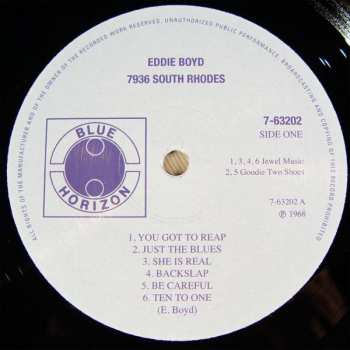 ALL RIGHTS OF THE MANUFACTURER AND OF THE OWNER OF THE RECORDED WORK RESERVED. UNAUTHORIZED PUBLIC PERFORMANCE, BROADCASTING AND COPYING OF THIS RECORD PROHIBITED.
EDDIE BOYD
7936 SOUTH RHODES
BLUE
HORIZON
7-63202
SIDE ONE
1, 3, 4, 6 Jewel Music
2, 5 Goodie Two Shoes
7-63202 A
℗ 1968
1. YOU GOT TO REAP
2. JUST THE BLUES
3. SHE IS REAL
4. BACKSLAP
5. BE CAREFUL
6. TEN TO ONE
(E. Boyd)